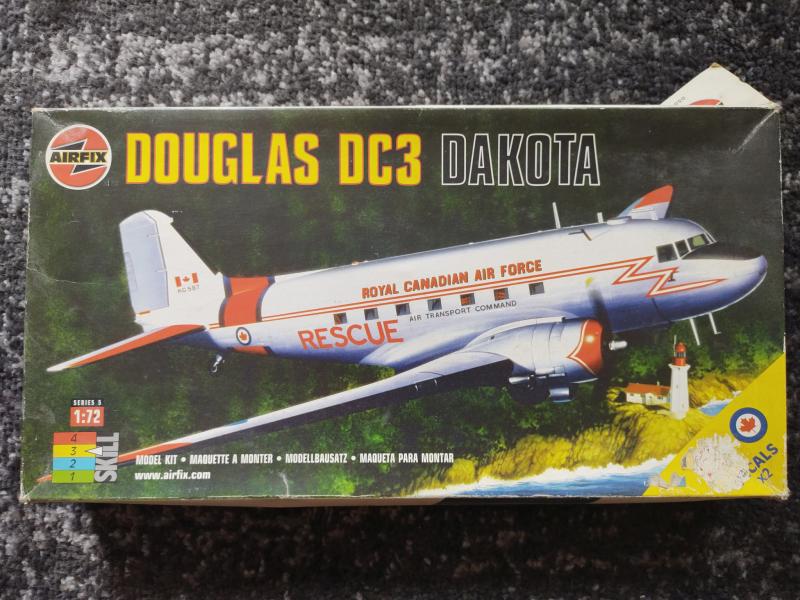 AIRFIX
DOUGLAS DC3 DAKOTA
ROYAL CANADIAN AIR FORCE
AIR TRANSPORT COMMAND
RESCUE
KG587
SERIES 5
1:72
4
3
2
1
SKILL
MODEL KIT • MAQUETTE A MONTER • MODELLBAUSATZ • MAQUETA PARA MONTAR
www.airfix.com
X2